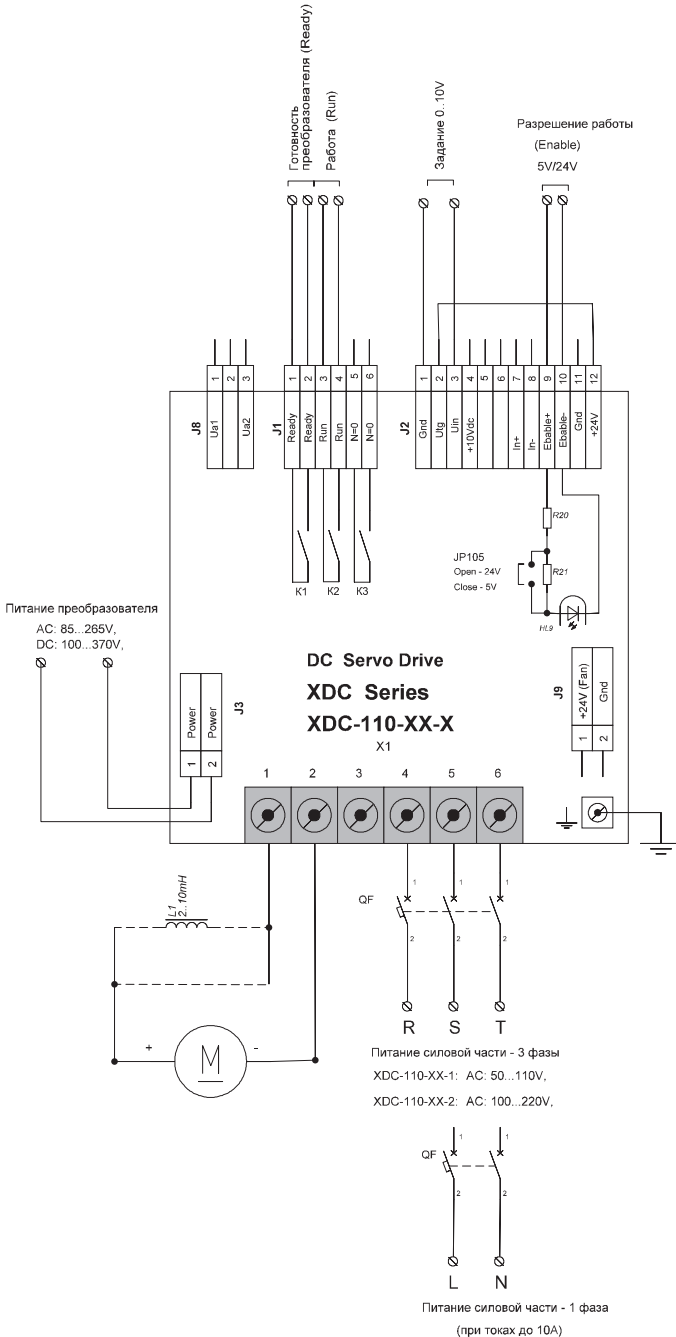 Готовность
преобразователя (Ready)
Работа (Run)
Задание 0..10V
Разрешение работы
(Enable)
5V/24V
J8
1
2
3
Ua1
Ua2
J1
1
2
3
4
5
6
Ready
Ready
Run
Run
N=0
N=0
J2
1
2
3
4
5
6
7
8
9
10
11
12
Gnd
Utg
Uin
+10Vdc
In+
In-
Ebable+
Ebable-
Gnd
+24V
K1
K2
K3
R20
JP105
Open - 24V
Close - 5V
R21
HL9
Питание преобразователя
AC: 85...265V,
DC: 100...370V,
J3
Power
Power
1
2
DC Servo Drive
XDC Series
XDC-110-XX-X
X1
J9
+24V (Fan)
Gnd
1
2
1
2
3
4
5
6
L1
2..10mH
QF
1
1
1
2
2
2
+
M
-
R
S
T
Питание силовой части - 3 фазы
XDC-110-XX-1: AC: 50...110V,
XDC-110-XX-2: AC: 100...220V,
QF
1
1
2
2
L
N
Питание силовой части - 1 фаза
(при токах до 10А)